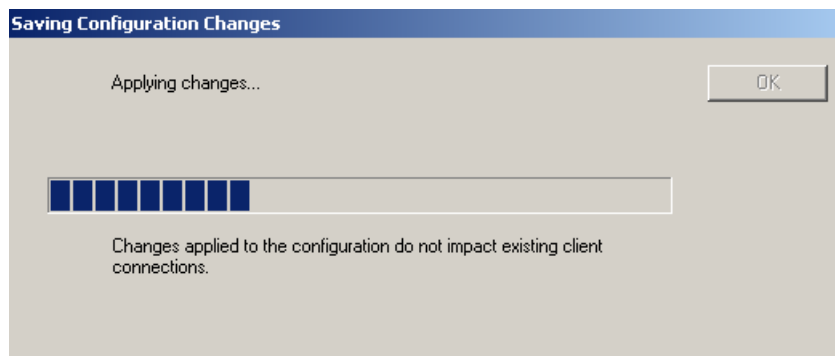 Saving Configuration Changes
Applying changes...
OK
Changes applied to the configuration do not impact existing client
connections.